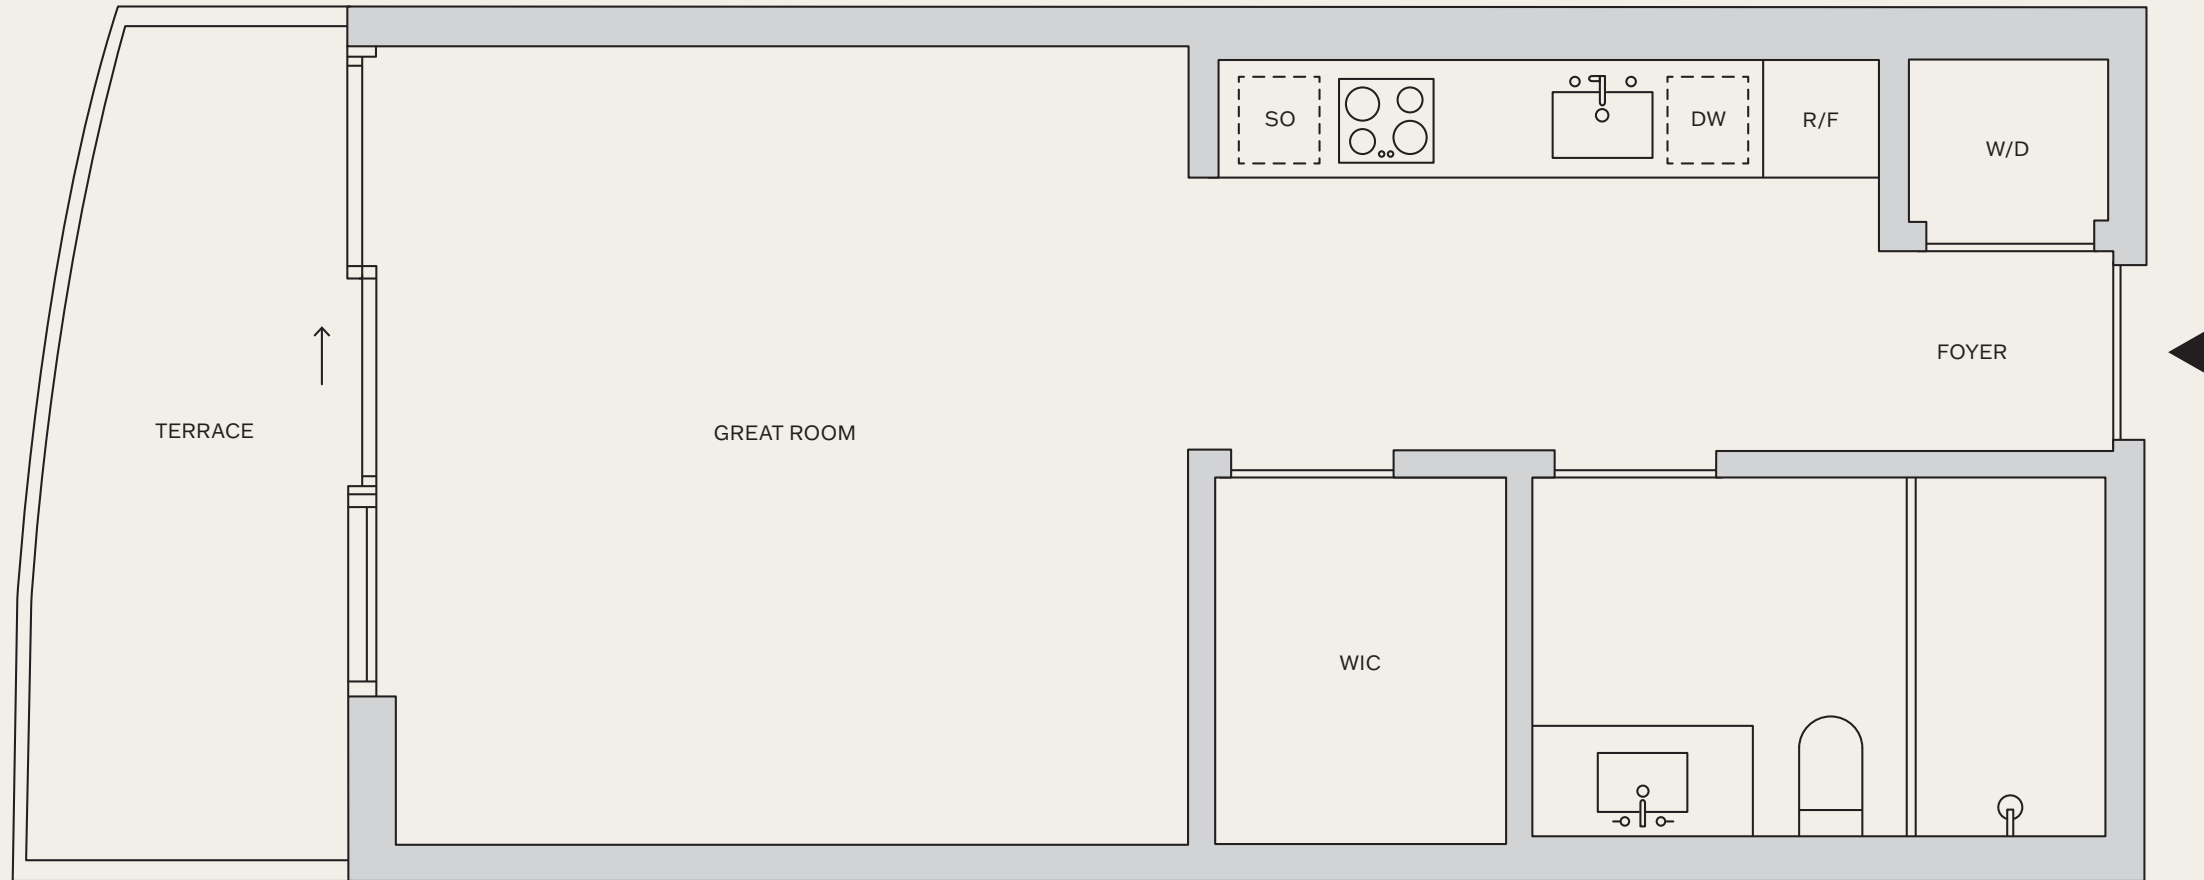 SO
DW
R/F
W/D
FOYER
TERRACE
GREAT ROOM
WIC